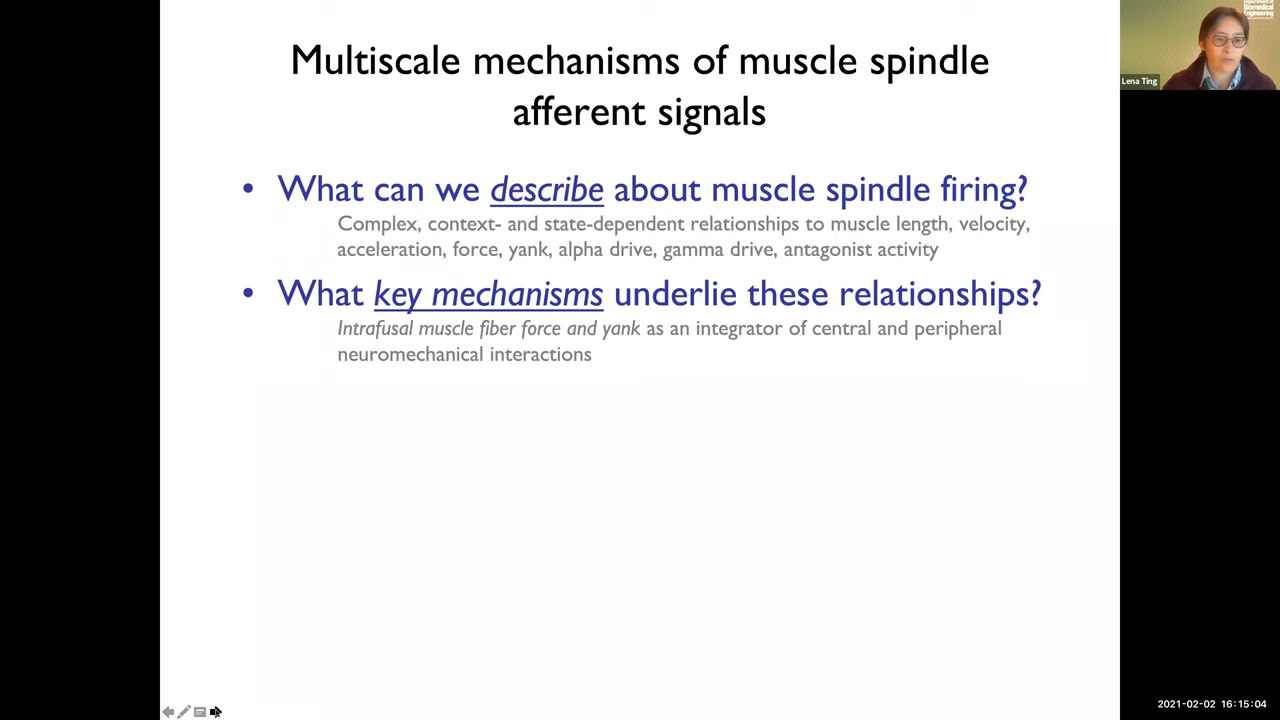 Multiscale mechanisms of muscle spindle
afferent signals
• What can we describe about muscle spindle firing?
Complex, context- and state-dependent relationships to muscle length, velocity,
acceleration, force, yank, alpha drive, gamma drive, antagonist activity
• What key mechanisms underlie these relationships?
Intrafusal muscle fiber force and yank as an integrator of central and peripheral
neuromechanical interactions
Biomedical
Engineering
Lena Ting
2021-02-02 16:15:04